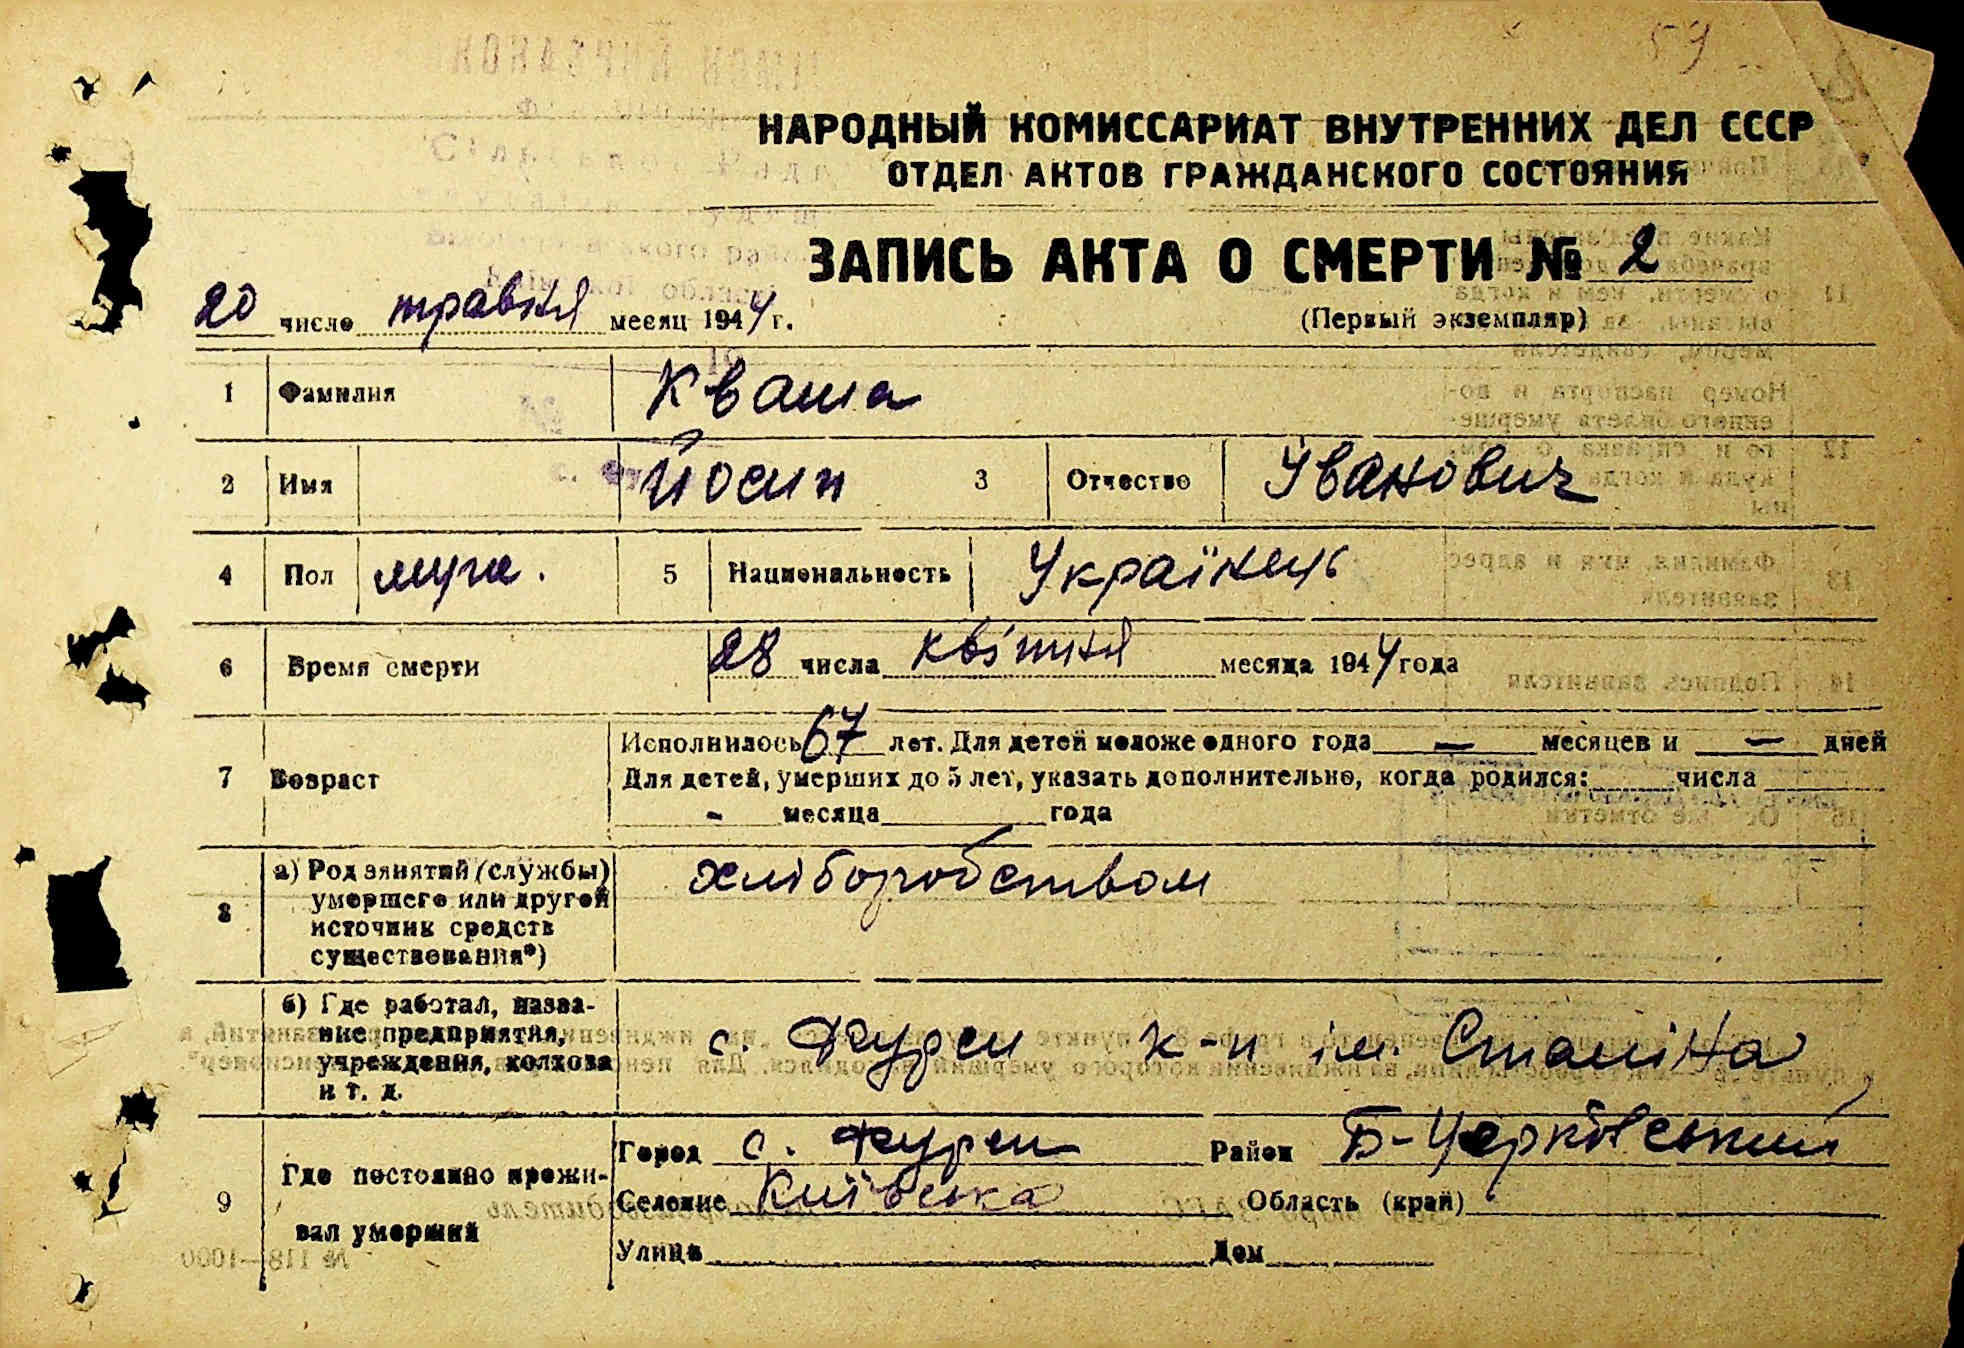 59
НАРОДНЫЙ КОМИССАРИАТ ВНУТРЕННИХ ДЕЛ СССР
ОТДЕЛ АКТОВ ГРАЖДАНСКОГО СОСТОЯНИЯ
ЗАПИСЬ АКТА О СМЕРТИ № 2
20 число травня месяц 1944 г.
(Первый экземпляр)
1 Фамилия Кваша
2 Имя Йосип 3 Отчество Іванович
4 Пол муж. 5 Национальность Українець
6 Время смерти 28 числа квітня месяца 1944 года
7 Возраст Исполнилось 67 лет. Для детей моложе одного года — месяцев и — дней
Для детей, умерших до 5 лет, указать дополнительно, когда родился: числа
- месяца года
8 а) Род занятий (службы) умершего или другой источник средств существования*) хліборобством
б) Где работал, название предприятия, учреждения, колхоза и т. д. с. Фурси к-п ім. Сталіна
9 Где постоянно проживал умерший Город с. Фурси Район Б-Церківський
Селение Київська Область (край)
Улица Дом